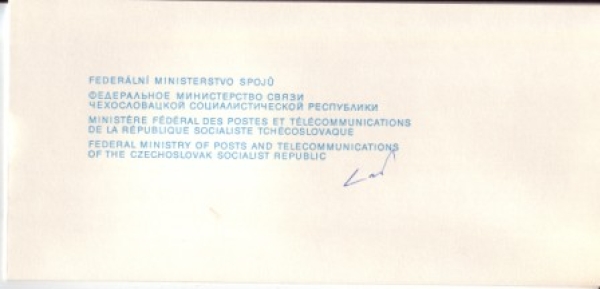 FEDERÁLNÍ MINISTERSTVO SPOJŮ
ФЕДЕРАЛЬНОЕ МИНИСТЕРСТВО СВЯЗИ
ЧЕХОСЛОВАЦКОЙ СОЦИАЛИСТИЧЕСКОЙ РЕСПУБЛИКИ
MINISTÈRE FÉDÉRAL DES POSTES ET TÉLÉCOMMUNICATIONS
DE LA RÉPUBLIQUE SOCIALISTE TCHÉCOSLOVAQUE
FEDERAL MINISTRY OF POSTS AND TELECOMMUNICATIONS
OF THE CZECHOSLOVAK SOCIALIST REPUBLIC